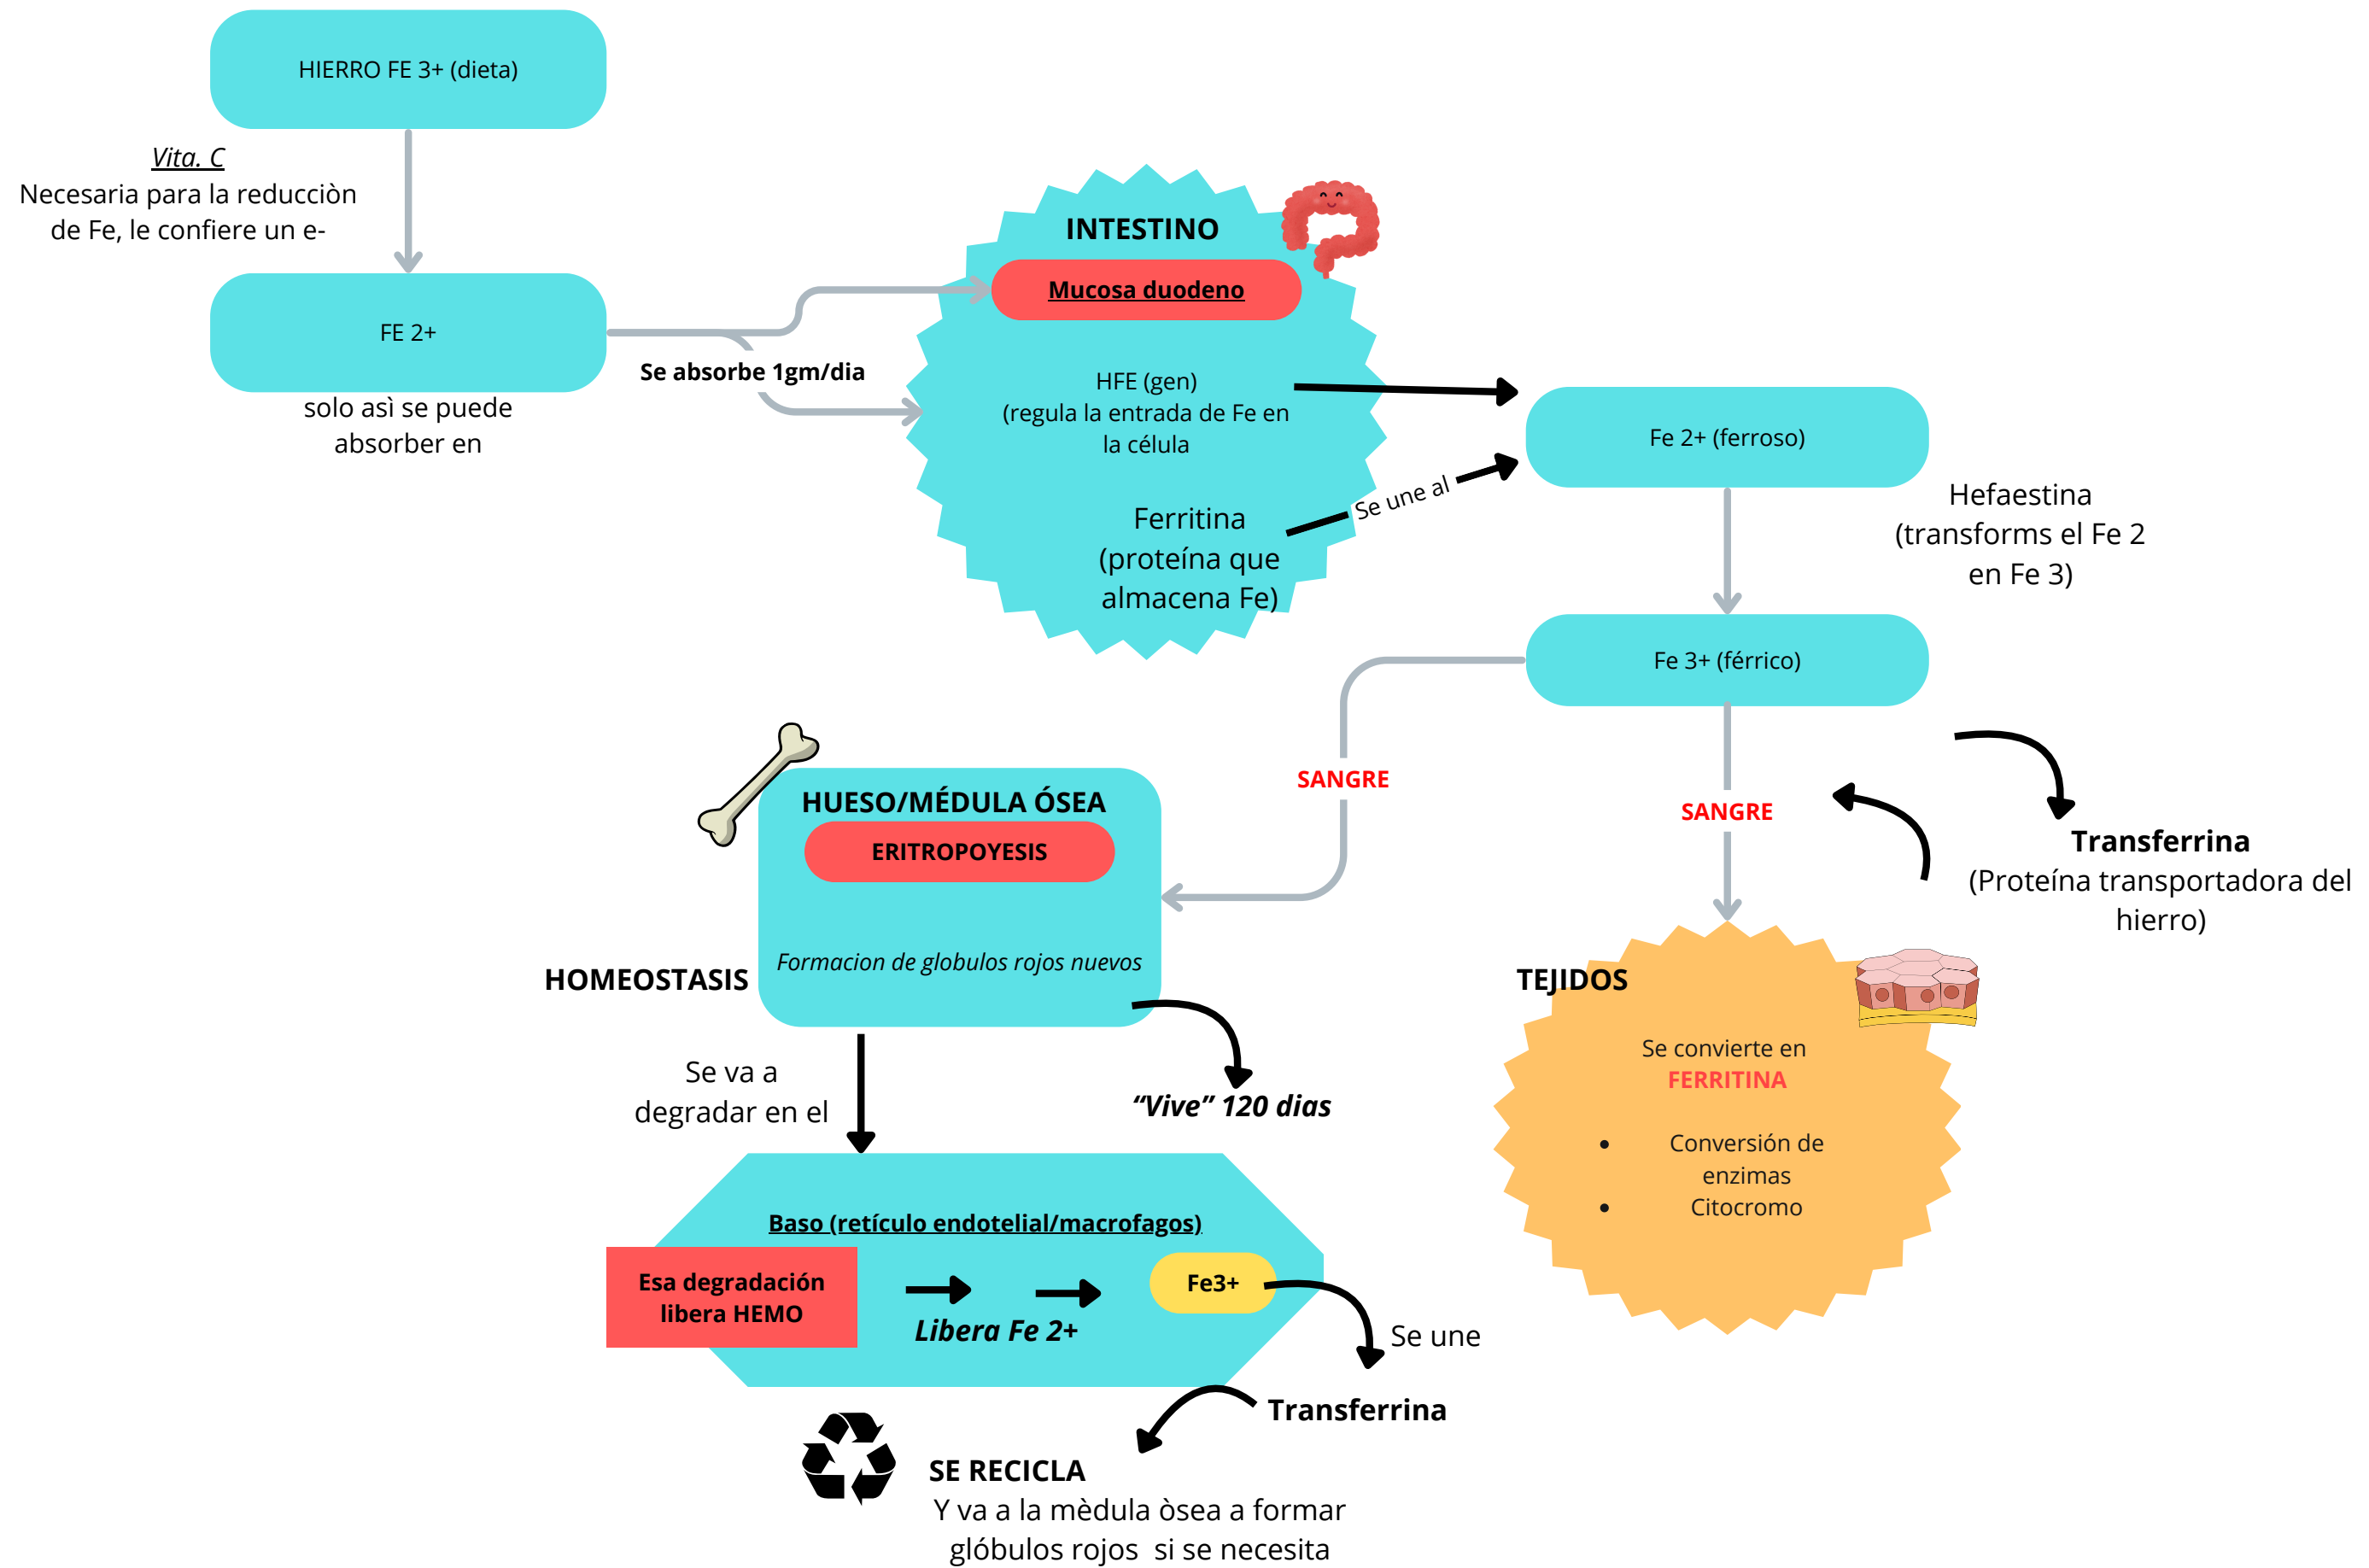 HIERRO FE 3+ (dieta)
Vita. C
Necesaria para la reducciòn
de Fe, le confiere un e-
FE 2+
solo asì se puede
absorber en
Se absorbe 1gm/dia
INTESTINO
Mucosa duodeno
HFE (gen)
(regula la entrada de Fe en
la célula
Ferritina
(proteína que
almacena Fe)
Se une al
Fe 2+ (ferroso)
Hefaestina
(transforms el Fe 2
en Fe 3)
Fe 3+ (férrico)
SANGRE
SANGRE
Transferrina
(Proteína transportadora del
hierro)
HUESO/MÉDULA ÓSEA
ERITROPOYESIS
Formacion de globulos rojos nuevos
HOMEOSTASIS
TEJIDOS
Se convierte en
FERRITINA
• Conversión de
enzimas
• Citocromo
Se va a
degradar en el
“Vive” 120 dias
Baso (retículo endotelial/macrofagos)
Esa degradación
libera HEMO
Libera Fe 2+
Fe3+
Se une
Transferrina
SE RECICLA
Y va a la mèdula òsea a formar
glóbulos rojos si se necesita